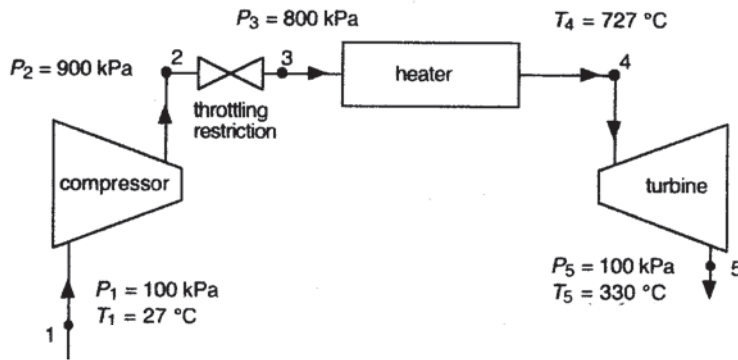 P₃ = 800 kPa
T₄ = 727 °C
P₂ = 900 kPa
2
3
4
heater
throttling
restriction
compressor
turbine
P₁ = 100 kPa
T₁ = 27 °C
1
P₅ = 100 kPa
T₅ = 330 °C
5